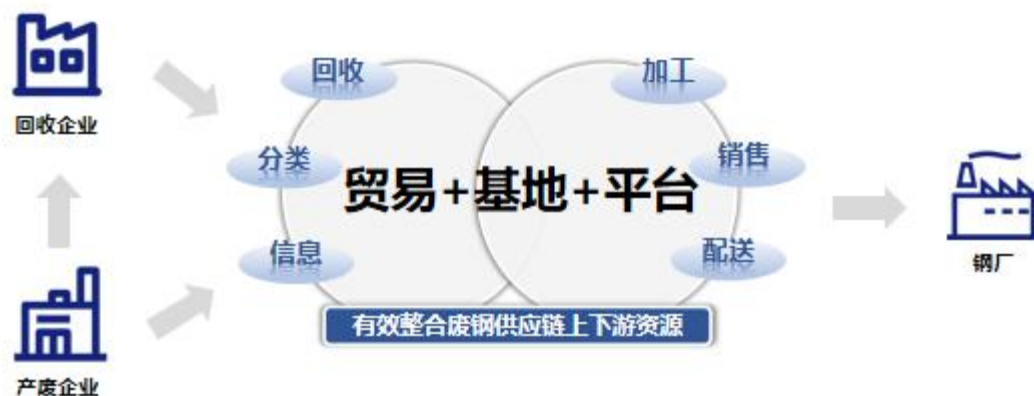 回收
加工
回收企业
分类
销售
贸易+基地+平台
信息
配送
钢厂
有效整合废钢供应链上下游资源
产废企业